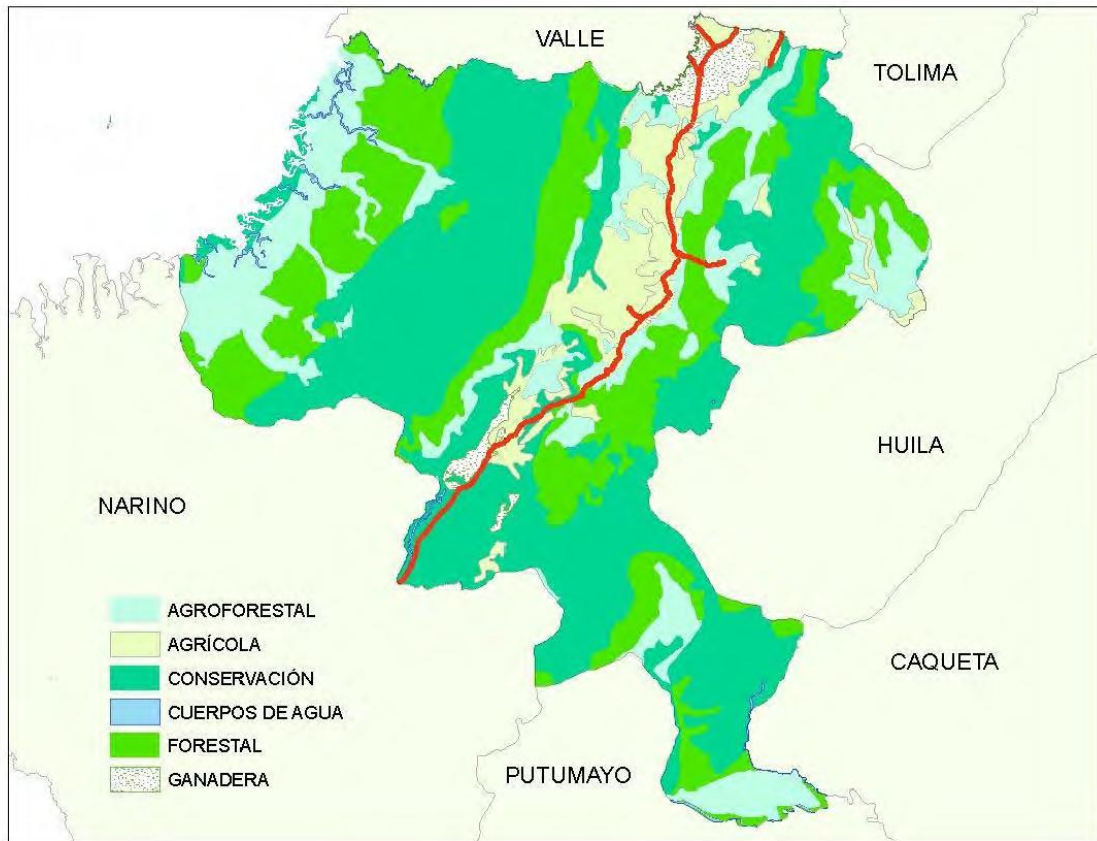 VALLE
TOLIMA
HUILA
NARINO
CAQUETA
PUTUMAYO
AGROFORESTAL
AGRÍCOLA
CONSERVACIÓN
CUERPOS DE AGUA
FORESTAL
GANADERA